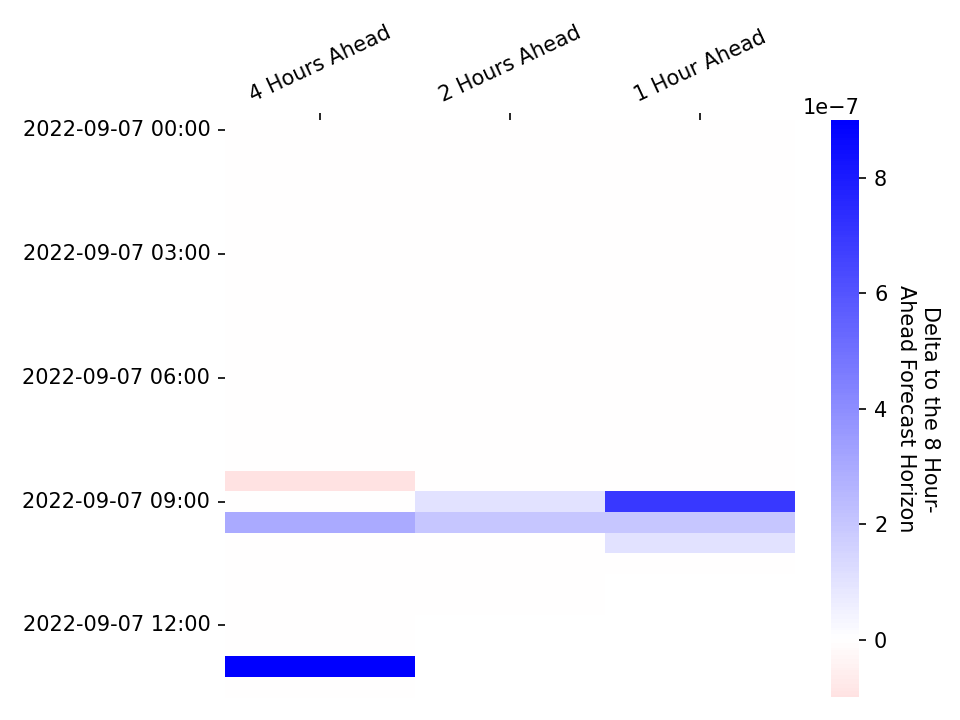 4 Hours Ahead
2 Hours Ahead
1 Hour Ahead
1e−7
2022-09-07 00:00
2022-09-07 03:00
2022-09-07 06:00
2022-09-07 09:00
2022-09-07 12:00
8
6
4
2
0
Delta to the 8 Hour-
Ahead Forecast Horizon